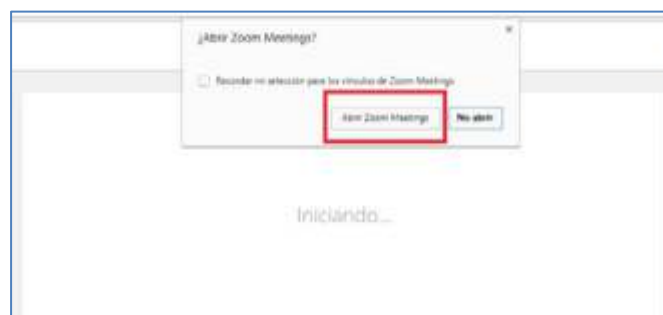 ¿Abrir Zoom Meetings?
Recordar mi selección para los vínculos de Zoom Meetings
Abrir Zoom Meetings
No abrir
Iniciando...